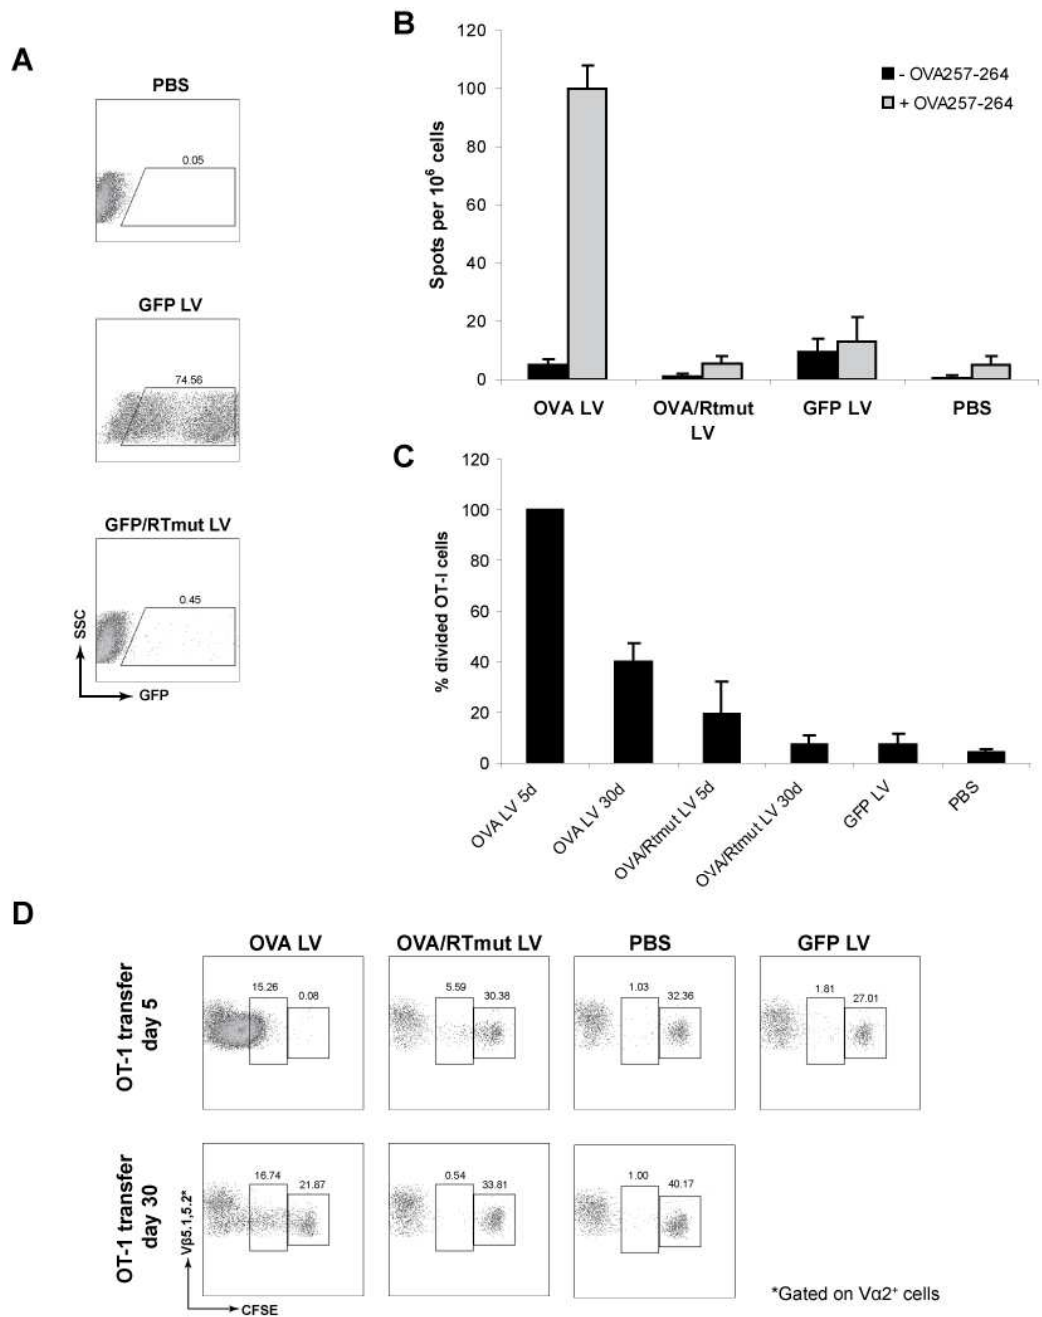 A
PBS
0.05
GFP LV
74.56
GFP/RTmut LV
0.45
SSC
GFP
B
120
100
80
60
40
20
0
Spots per 10⁶ cells
- OVA257-264
+ OVA257-264
OVA LV
OVA/Rtmut LV
GFP LV
PBS
C
120
100
80
60
40
20
0
% divided OT-I cells
OVA LV 5d
OVA LV 30d
OVA/Rtmut LV 5d
OVA/Rtmut LV 30d
GFP LV
PBS
D
OVA LV
OVA/RTmut LV
PBS
GFP LV
OT-1 transfer
day 5
15.26
0.08
5.59
30.38
1.03
32.36
1.81
27.01
OT-1 transfer
day 30
16.74
21.87
0.54
33.81
1.00
40.17
Vβ5.1,5.2*
CFSE
*Gated on Vα2⁺ cells